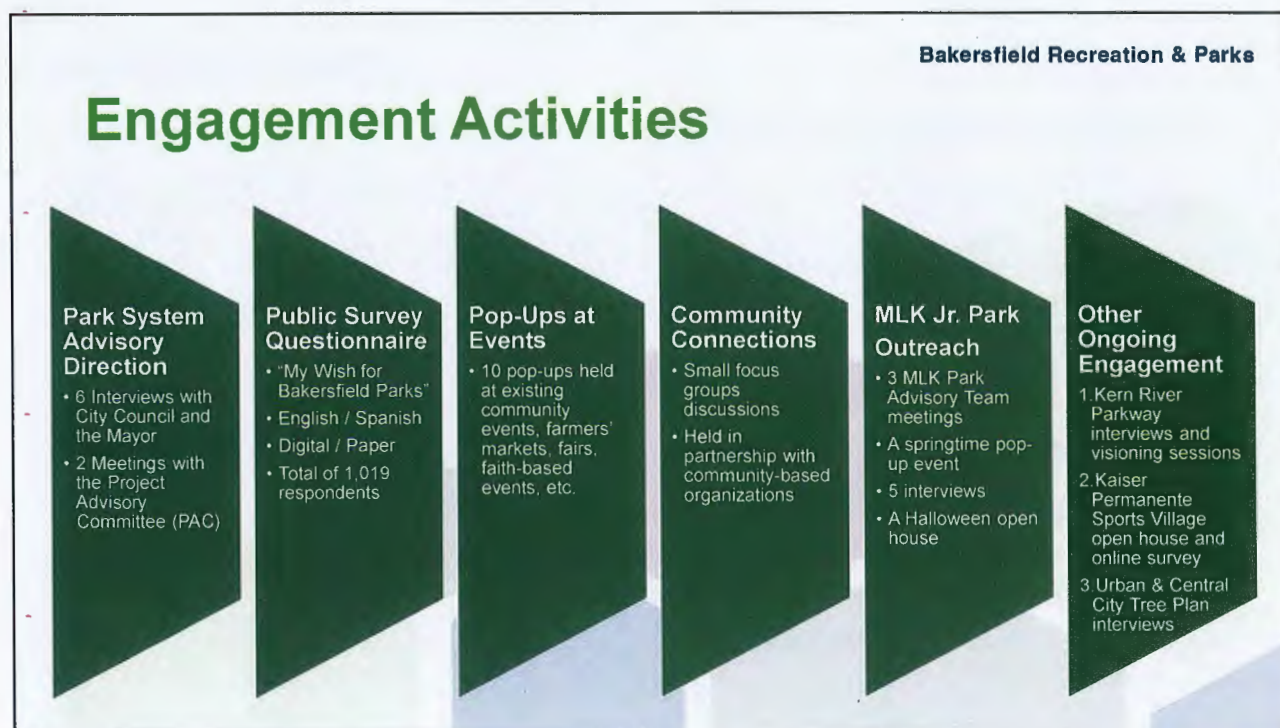 Bakersfield Recreation & Parks
Engagement Activities
Park System
Advisory
Direction
• 6 Interviews with
City Council and
the Mayor
• 2 Meetings with
the Project
Advisory
Committee (PAC)
Public Survey
Questionnaire
• "My Wish for
Bakersfield Parks"
• English / Spanish
• Digital / Paper
• Total of 1,019
respondents
Pop-Ups at
Events
• 10 pop-ups held
at existing
community
events, farmers'
markets, fairs,
faith-based
events, etc.
Community
Connections
• Small focus
groups
discussions
• Held in
partnership with
community-based
organizations
MLK Jr. Park
Outreach
• 3 MLK Park
Advisory Team
meetings
• A springtime pop-
up event
• 5 interviews
• A Halloween open
house
Other
Ongoing
Engagement
1.Kern River
Parkway
interviews and
visioning sessions
2.Kaiser
Permanente
Sports Village
open house and
online survey
3.Urban & Central
City Tree Plan
interviews